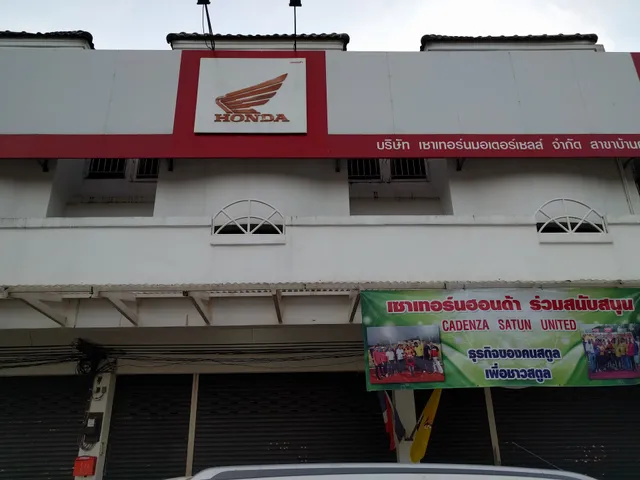 HONDA
บริษัท เซาเทอร์นมอเตอร์เซลส์ จำกัด สาขาบ้าน
เซาเทอร์นฮอนด้า ร่วมสนับสนุน
CADENZA SATUN UNITED
ธุรกิจของคนสตูล
เพื่อชาวสตูล